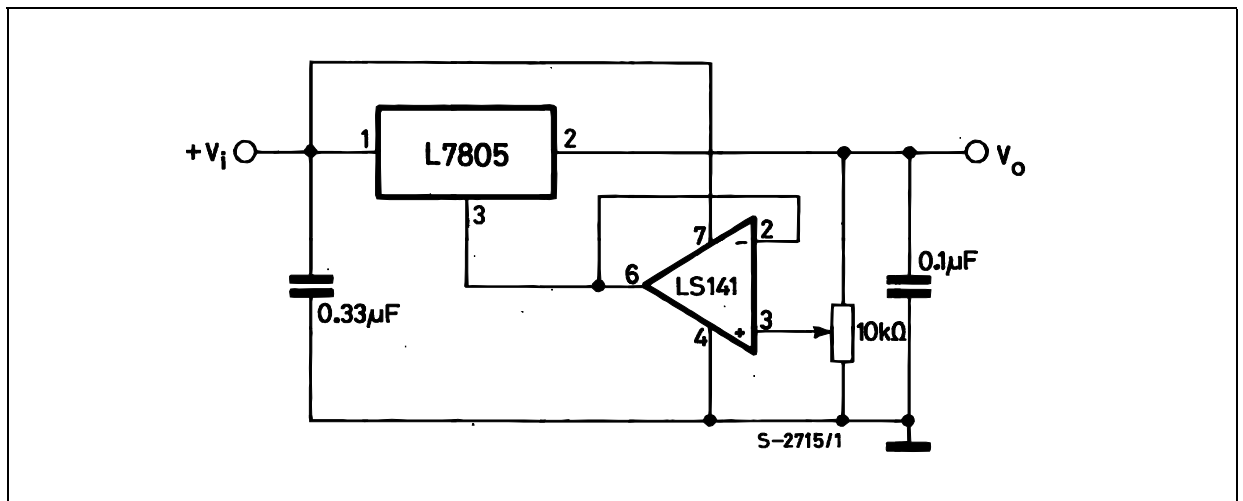 +Vi
1
L7805
2
Vo
3
7
2
-
6
LS141
0.1µF
0.33µF
4
+
3
10kΩ
S-2715/1